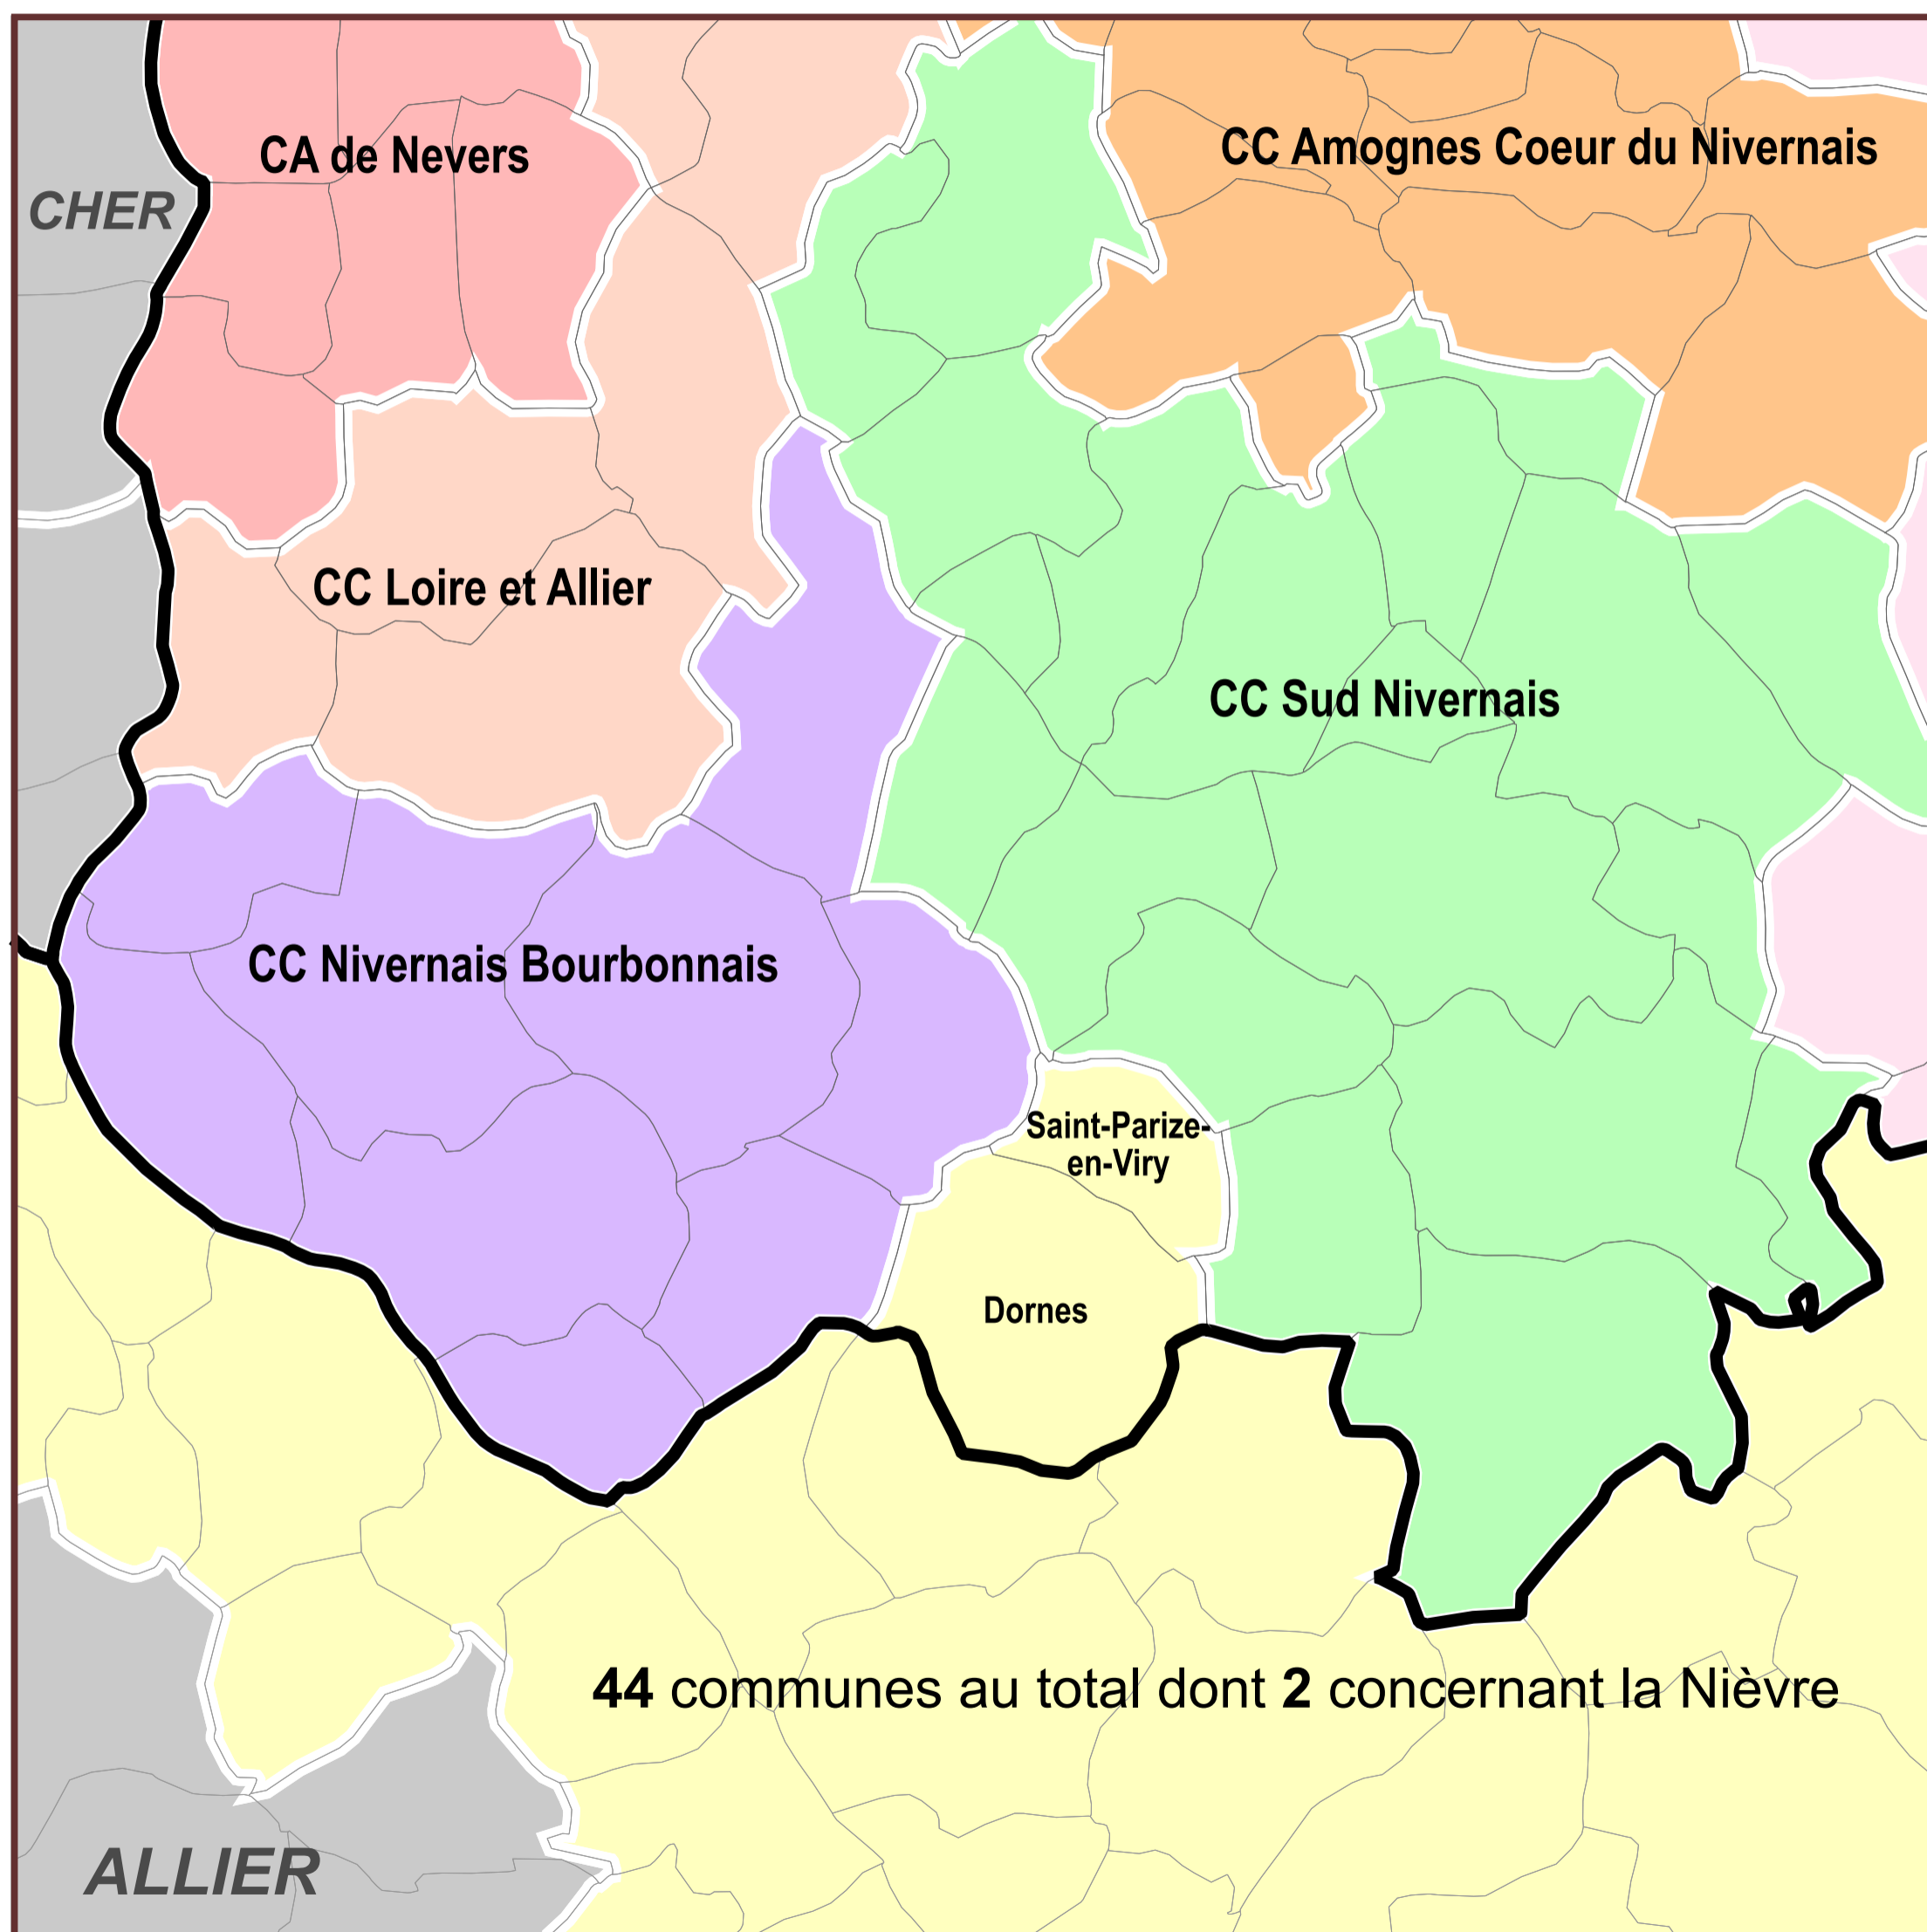 CA de Nevers
CC Amognes Coeur du Nivernais
CHER
CC Loire et Allier
CC Sud Nivernais
CC Nivernais Bourbonnais
Saint-Parize-
en-Viry
Dornes
44 communes au total dont 2 concernant la Nièvre
ALLIER